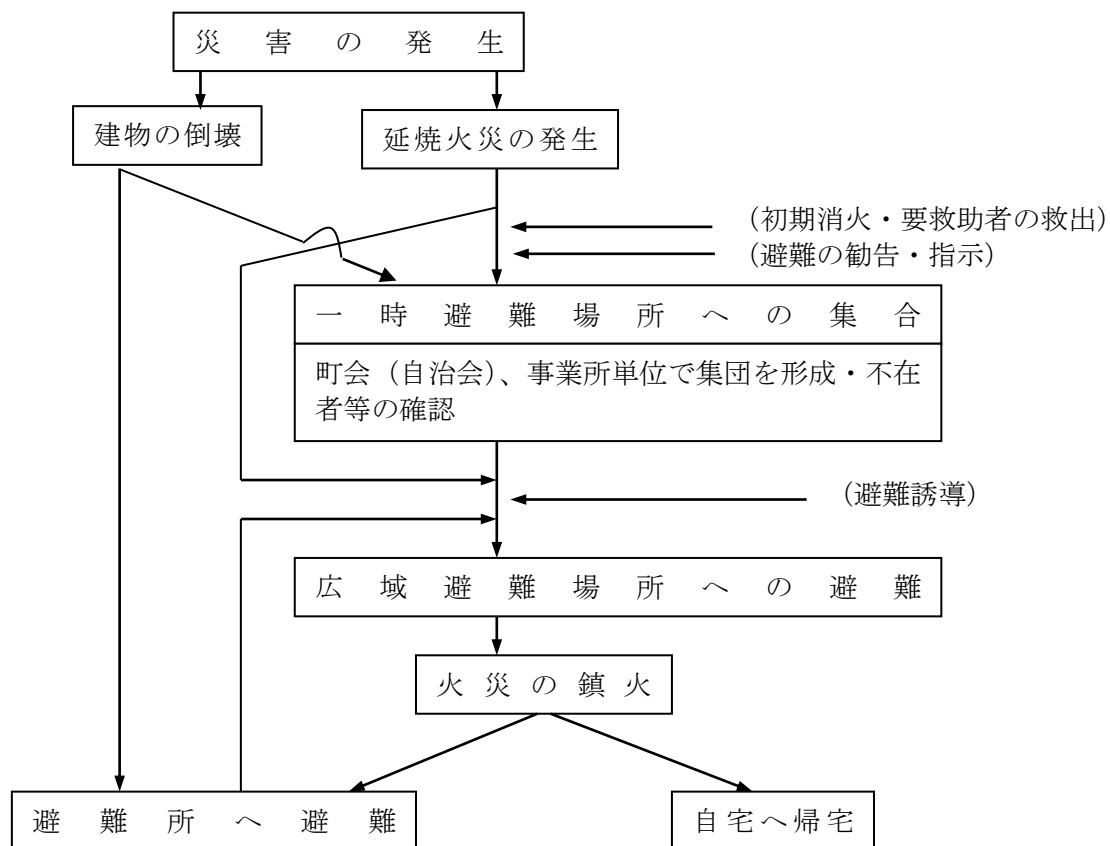 災害の発生
建物の倒壊
延焼火災の発生
（初期消火・要救助者の救出）
（避難の勧告・指示）
一時避難場所への集合
町会（自治会）、事業所単位で集団を形成・不在
者等の確認
（避難誘導）
広域避難場所への避難
火災の鎮火
避難所へ避難
自宅へ帰宅